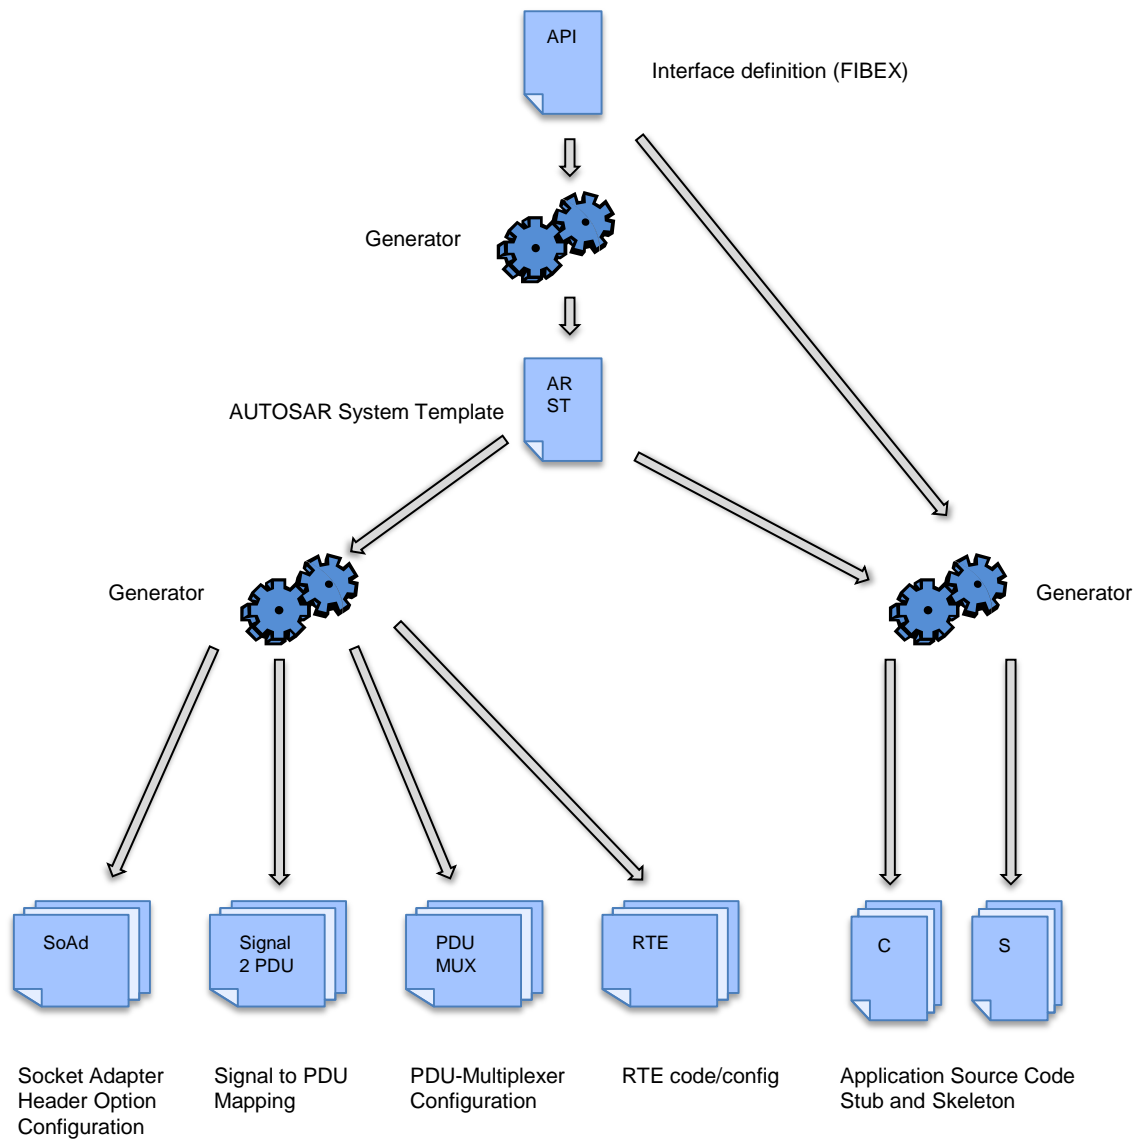 API
Interface definition (FIBEX)
Generator
AR
ST
AUTOSAR System Template
Generator
Generator
SoAd
Signal
2 PDU
PDU
MUX
RTE
C
S
Socket Adapter
Header Option
Configuration
Signal to PDU
Mapping
PDU-Multiplexer
Configuration
RTE code/config
Application Source Code
Stub and Skeleton